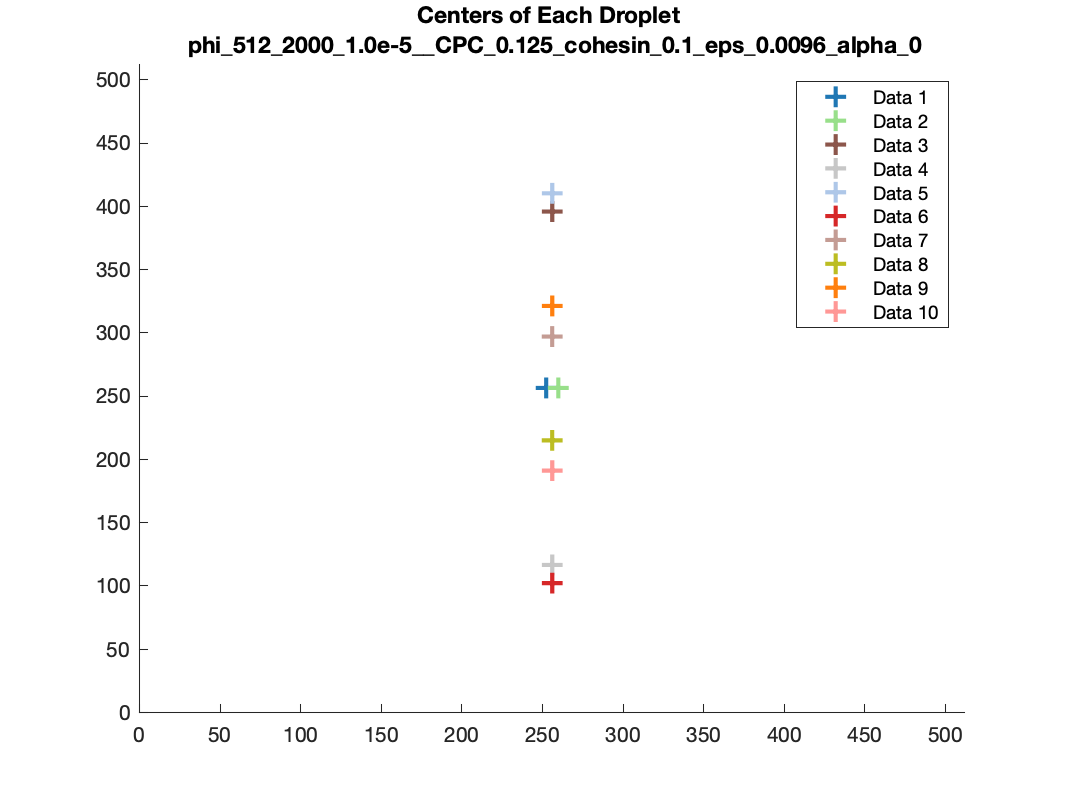 Centers of Each Droplet
phi_512_2000_1.0e-5__CPC_0.125_cohesin_0.1_eps_0.0096_alpha_0
500
450
400
350
300
250
200
150
100
50
0
0 50 100 150 200 250 300 350 400 450 500
Data 1
Data 2
Data 3
Data 4
Data 5
Data 6
Data 7
Data 8
Data 9
Data 10